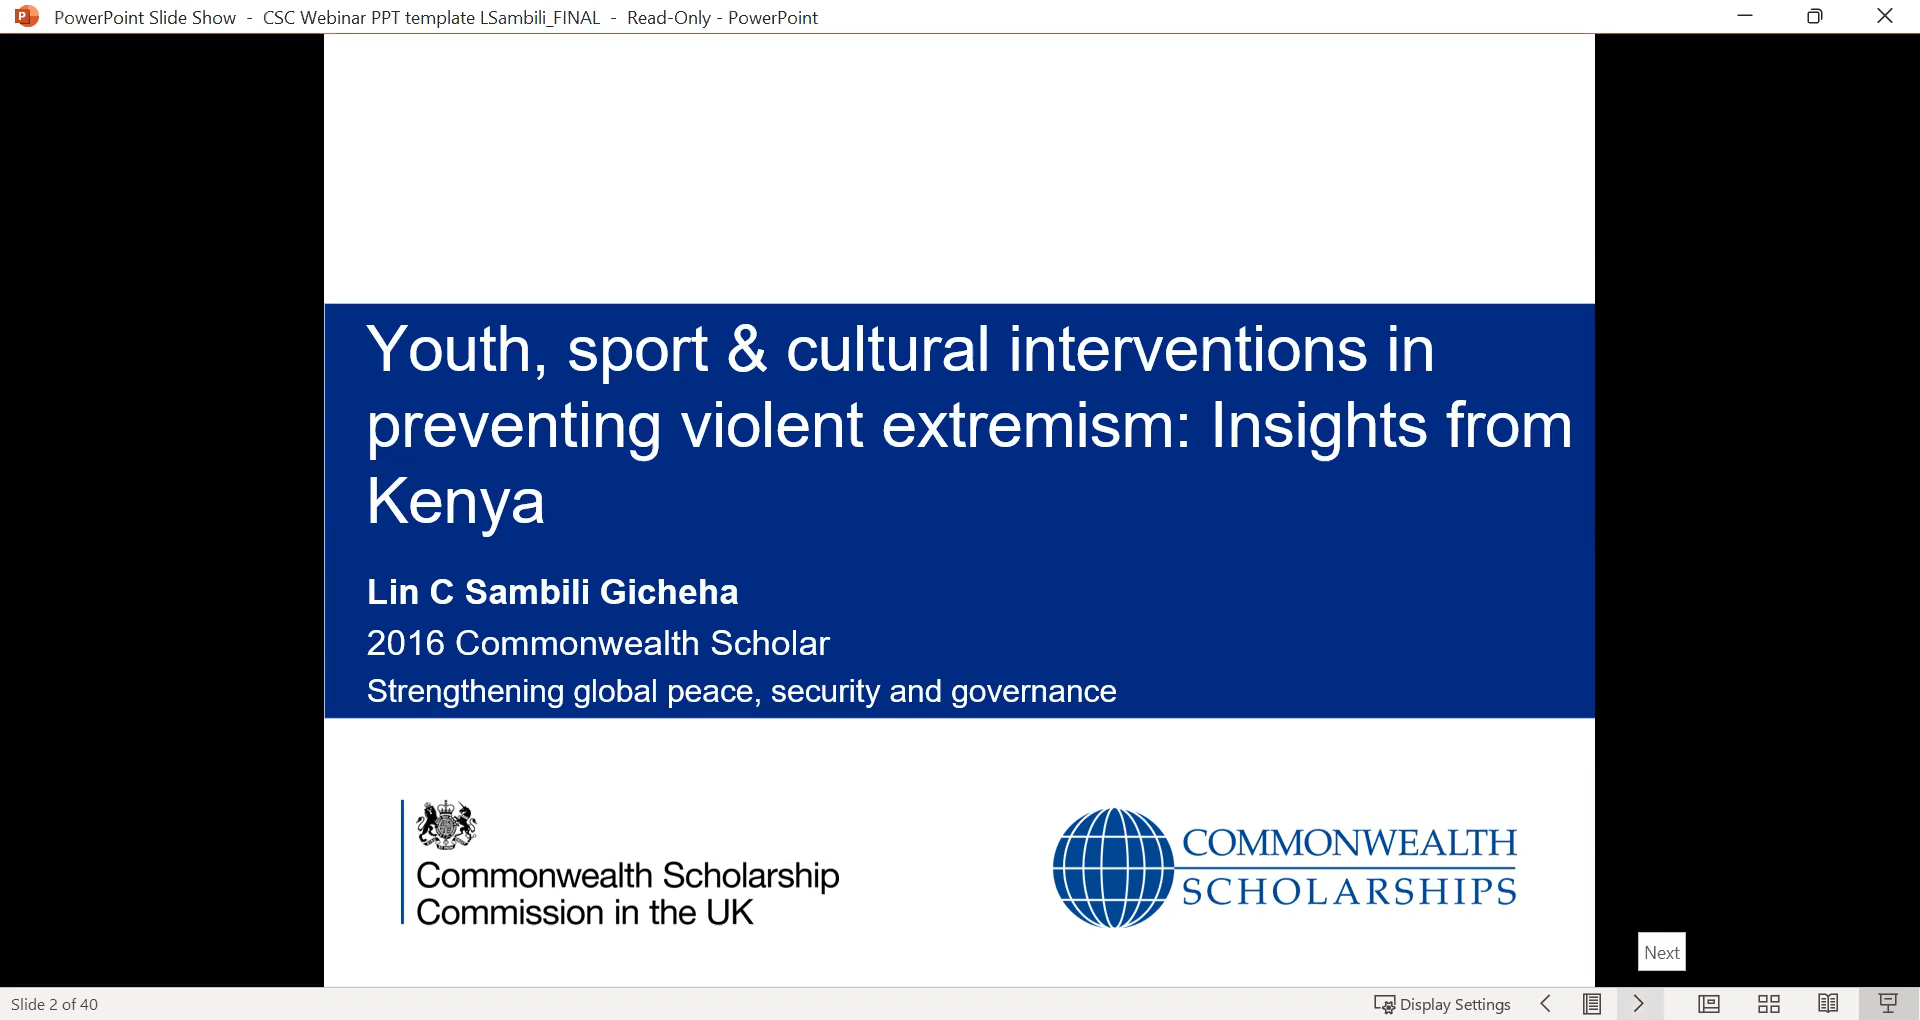 PowerPoint Slide Show - CSC Webinar PPT template LSambili_FINAL - Read-Only - PowerPoint
Youth, sport & cultural interventions in
preventing violent extremism: Insights from
Kenya
Lin C Sambili Gicheha
2016 Commonwealth Scholar
Strengthening global peace, security and governance
Commonwealth Scholarship
Commission in the UK
COMMONWEALTH
SCHOLARSHIPS
Next
Slide 2 of 40
Display Settings